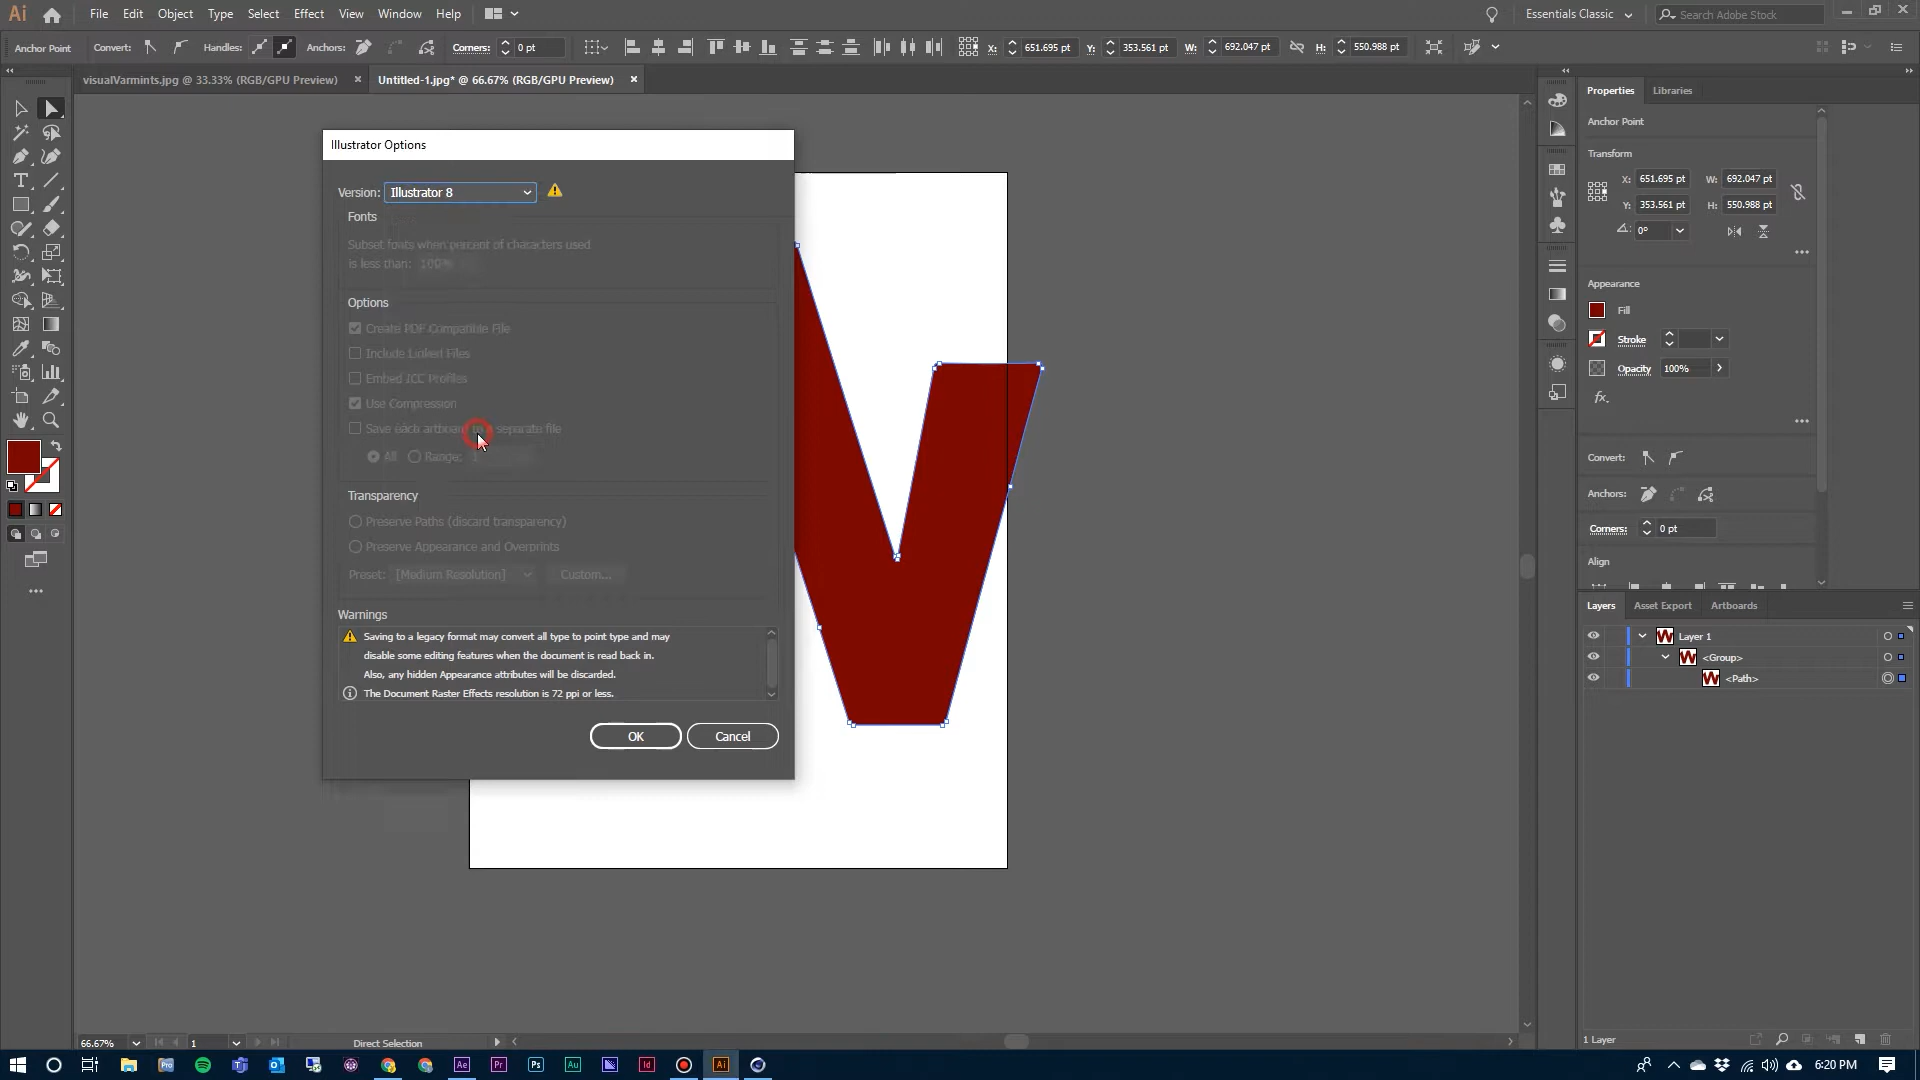 Ai File Edit Object Type Select Effect View Window Help Essentials Classic Search Adobe Stock
Anchor Point Convert: Handles: Anchors: Corners: 0 pt X: 651.695 pt Y: 353.561 pt W: 692.047 pt H: 550.988 pt
visualVarmints.jpg @ 33.33% (RGB/GPU Preview) × Untitled-1.jpg* @ 66.67% (RGB/GPU Preview) ×
Properties Libraries
Anchor Point
Transform
X: 651.695 pt W: 692.047 pt
Y: 353.561 pt H: 550.988 pt
0°
Appearance
Fill
Stroke
Opacity 100%
fx.
Convert:
Anchors:
Corners: 0 pt
Align
Layers Asset Export Artboards
Layer 1
<Group>
<Path>
1 Layer
Illustrator Options
Version: Illustrator 8
Fonts
Subset fonts when percent of characters used
is less than: 100%
Options
Create PDF Compatible File
Include Linked Files
Embed ICC Profiles
Use Compression
Save each artboard to a separate file
All Range: 1
Transparency
Preserve Paths (discard transparency)
Preserve Appearance and Overprints
Preset: [Medium Resolution] Custom...
Warnings
Saving to a legacy format may convert all type to point type and may
disable some editing features when the document is read back in.
Also, any hidden Appearance attributes will be discarded.
The Document Raster Effects resolution is 72 ppi or less.
OK Cancel
66.67% 1 Direct Selection
Ae Pr Ps Au Id Ai 6:20 PM